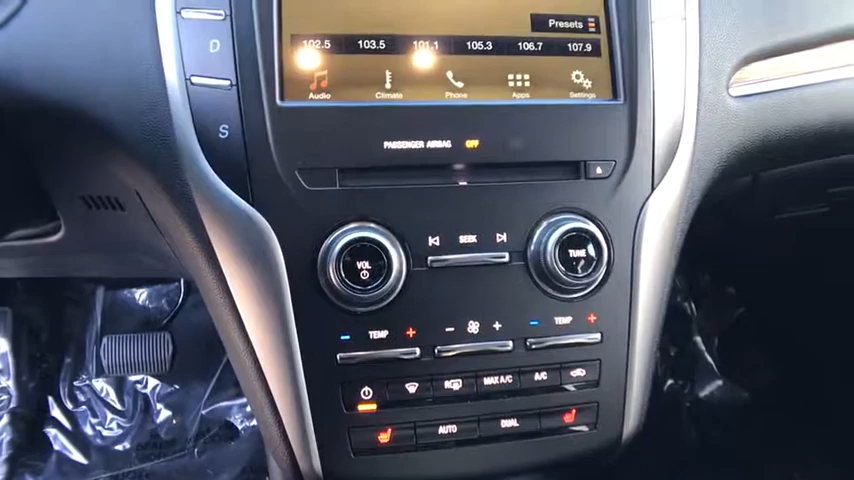 Presets
102.5 103.5 101.1 105.3 106.7 107.9
Audio Climate Phone Apps Settings
D
S
PASSENGER AIRBAG OFF
SEEK
VOL
TUNE
TEMP TEMP
R MAX A/C A/C
AUTO DUAL